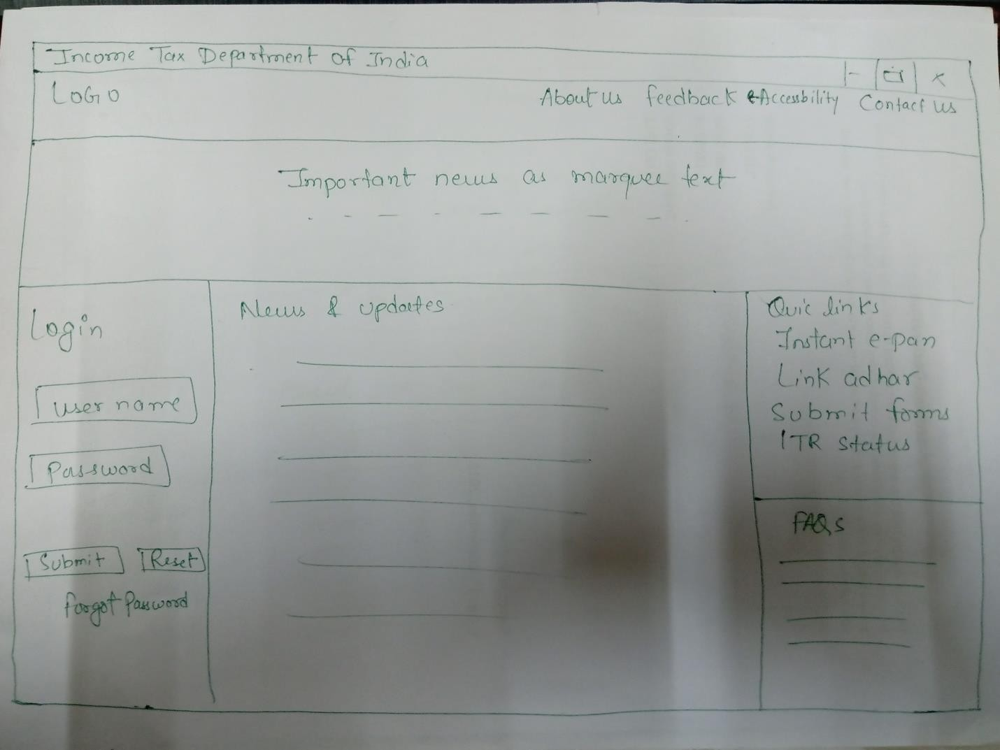 Income Tax Department of India
LOGO
About us feedback e-Accessbility Contact us
Important news as marquee text
Login
User name
Password
Submit Reset
forgot Password
News & updates
Quic links
Instant e-pan
Link adhar
Submit forms
ITR status
FAQs